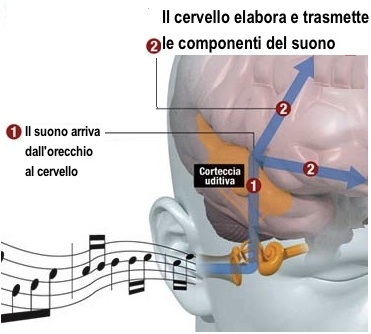 Il cervello elabora e trasmette
2 le componenti del suono
2
1 Il suono arriva
dall'orecchio
al cervello
Corteccia
uditiva
1
2